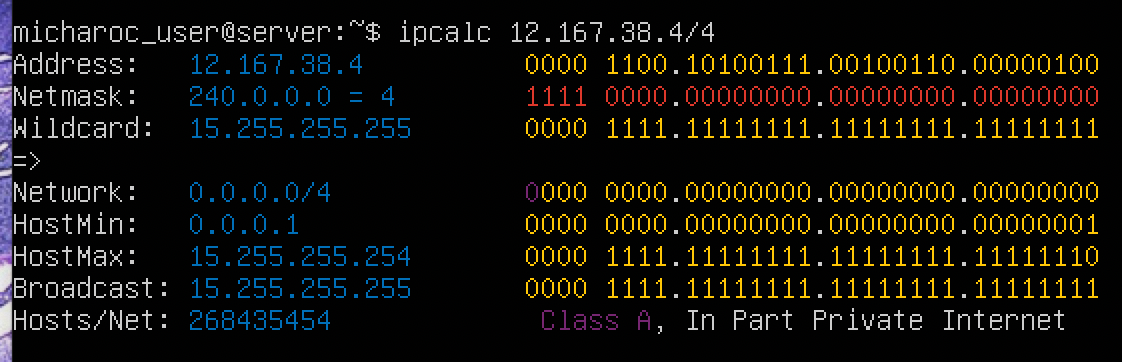 micharoc_user@server:~$ ipcalc 12.167.38.4/4
Address:   12.167.38.4          0000 1100.10100111.00100110.00000100
Netmask:   240.0.0.0 = 4        1111 0000.00000000.00000000.00000000
Wildcard:  15.255.255.255       0000 1111.11111111.11111111.11111111
=>
Network:   0.0.0.0/4            0000 0000.00000000.00000000.00000000
HostMin:   0.0.0.1              0000 0000.00000000.00000000.00000001
HostMax:   15.255.255.254       0000 1111.11111111.11111111.11111110
Broadcast: 15.255.255.255       0000 1111.11111111.11111111.11111111
Hosts/Net: 268435454             Class A, In Part Private Internet